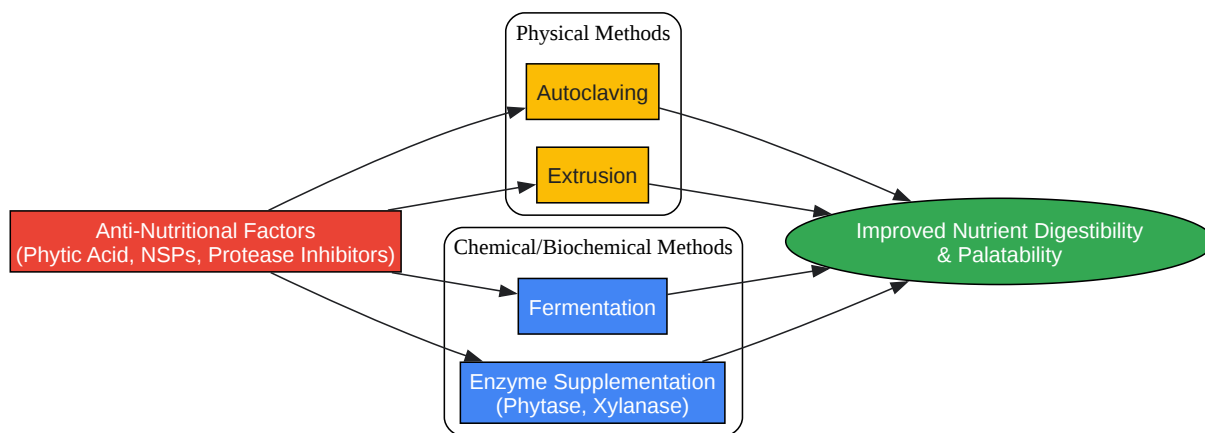 Physical Methods
Autoclaving
Extrusion
Anti-Nutritional Factors
(Phytic Acid, NSPs, Protease Inhibitors)
Chemical/Biochemical Methods
Fermentation
Enzyme Supplementation
(Phytase, Xylanase)
Improved Nutrient Digestibility
& Palatability